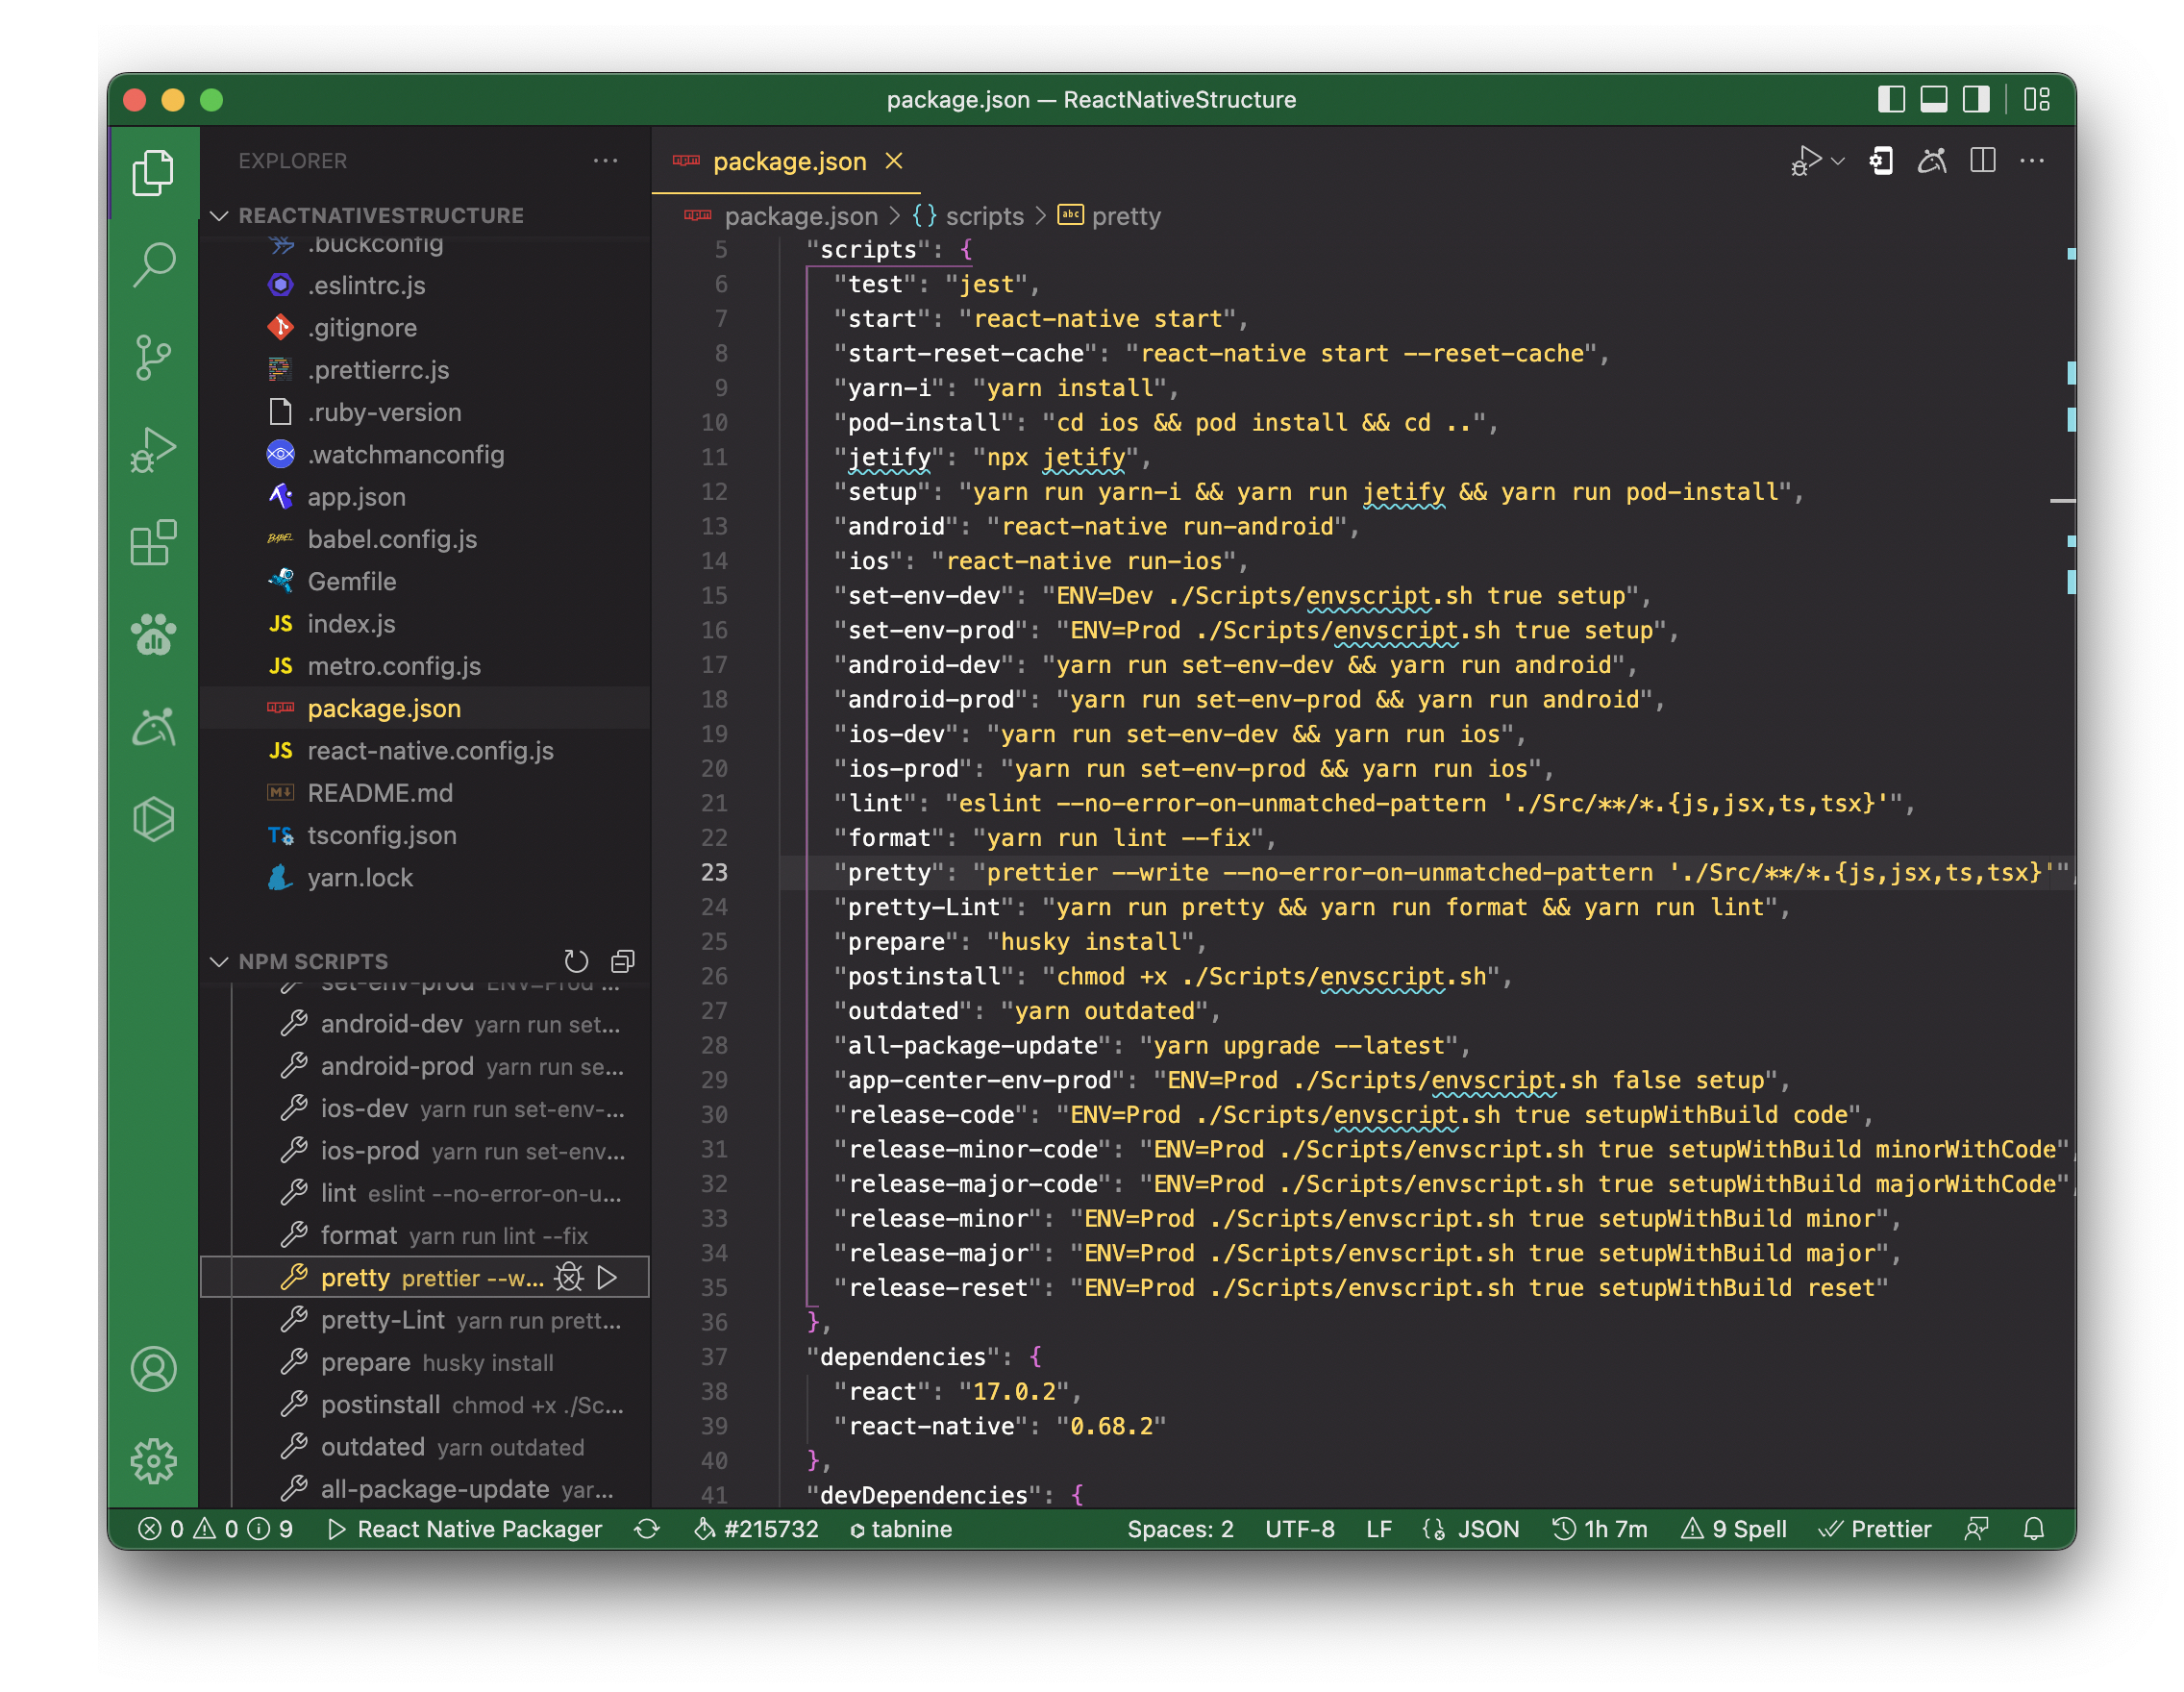 package.json — ReactNativeStructure
EXPLORER
REACTNATIVESTRUCTURE
.buckconfig
.eslintrc.js
.gitignore
.prettierrc.js
.ruby-version
.watchmanconfig
app.json
babel.config.js
Gemfile
JS index.js
JS metro.config.js
package.json
JS react-native.config.js
README.md
TS tsconfig.json
yarn.lock
NPM SCRIPTS
set-env-prod ENV=Prod ...
android-dev yarn run set...
android-prod yarn run se...
ios-dev yarn run set-env-...
ios-prod yarn run set-env...
lint eslint --no-error-on-u...
format yarn run lint --fix
pretty prettier --w...
pretty-Lint yarn run prett...
prepare husky install
postinstall chmod +x ./Sc...
outdated yarn outdated
all-package-update yar...
package.json
package.json > {} scripts > abc pretty
5 "scripts": {
6 "test": "jest",
7 "start": "react-native start",
8 "start-reset-cache": "react-native start --reset-cache",
9 "yarn-i": "yarn install",
10 "pod-install": "cd ios && pod install && cd ..",
11 "jetify": "npx jetify",
12 "setup": "yarn run yarn-i && yarn run jetify && yarn run pod-install",
13 "android": "react-native run-android",
14 "ios": "react-native run-ios",
15 "set-env-dev": "ENV=Dev ./Scripts/envscript.sh true setup",
16 "set-env-prod": "ENV=Prod ./Scripts/envscript.sh true setup",
17 "android-dev": "yarn run set-env-dev && yarn run android",
18 "android-prod": "yarn run set-env-prod && yarn run android",
19 "ios-dev": "yarn run set-env-dev && yarn run ios",
20 "ios-prod": "yarn run set-env-prod && yarn run ios",
21 "lint": "eslint --no-error-on-unmatched-pattern './Src/**/*.{js,jsx,ts,tsx}'",
22 "format": "yarn run lint --fix",
23 "pretty": "prettier --write --no-error-on-unmatched-pattern './Src/**/*.{js,jsx,ts,tsx}'",
24 "pretty-Lint": "yarn run pretty && yarn run format && yarn run lint",
25 "prepare": "husky install",
26 "postinstall": "chmod +x ./Scripts/envscript.sh",
27 "outdated": "yarn outdated",
28 "all-package-update": "yarn upgrade --latest",
29 "app-center-env-prod": "ENV=Prod ./Scripts/envscript.sh false setup",
30 "release-code": "ENV=Prod ./Scripts/envscript.sh true setupWithBuild code",
31 "release-minor-code": "ENV=Prod ./Scripts/envscript.sh true setupWithBuild minorWithCode",
32 "release-major-code": "ENV=Prod ./Scripts/envscript.sh true setupWithBuild majorWithCode",
33 "release-minor": "ENV=Prod ./Scripts/envscript.sh true setupWithBuild minor",
34 "release-major": "ENV=Prod ./Scripts/envscript.sh true setupWithBuild major",
35 "release-reset": "ENV=Prod ./Scripts/envscript.sh true setupWithBuild reset"
36 },
37 "dependencies": {
38 "react": "17.0.2",
39 "react-native": "0.68.2"
40 },
41 "devDependencies": {
0 0 9 React Native Packager #215732 tabnine Spaces: 2 UTF-8 LF JSON 1h 7m 9 Spell Prettier